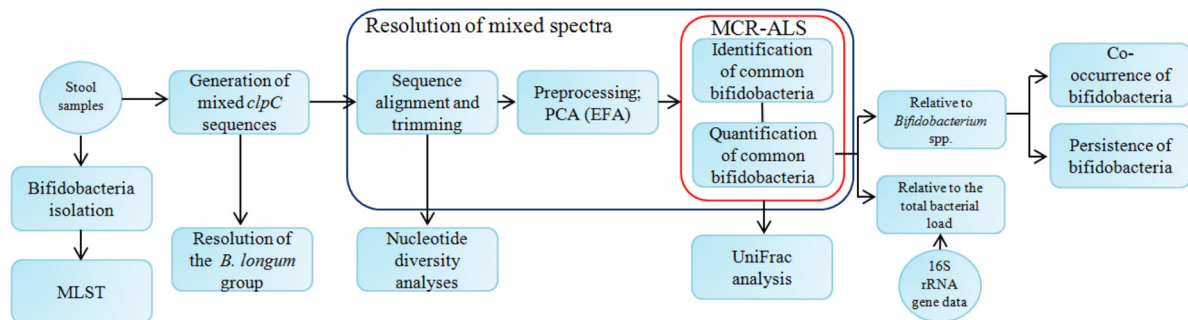 Resolution of mixed spectra
MCR-ALS
Stool
samples
Generation of
mixed clpC
sequences
Sequence
alignment and
trimming
Preprocessing;
PCA (EFA)
Identification
of common
bifidobacteria
Quantification
of common
bifidobacteria
Relative to
Bifidobacterium
spp.
Co-
occurrence of
bifidobacteria
Persistence of
bifidobacteria
Relative to the
total bacterial
load
16S
rRNA
gene data
Bifidobacteria
isolation
MLST
Resolution of
the B. longum
group
Nucleotide
diversity
analyses
UniFrac
analysis